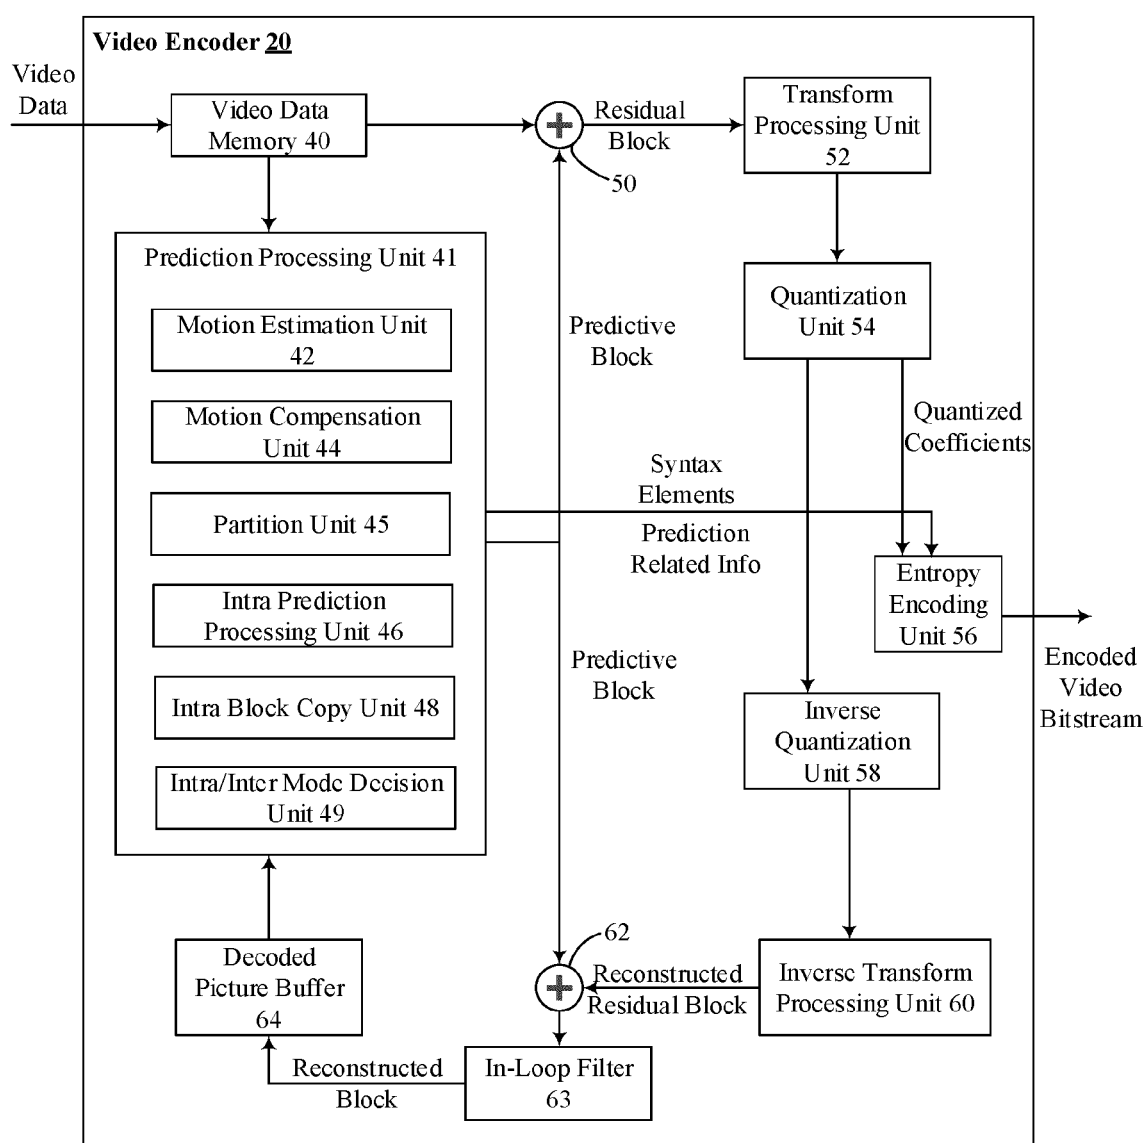 Video Encoder 20
Video
Data
Video Data
Memory 40
Residual
Block
50
Transform
Processing Unit
52
Prediction Processing Unit 41
Motion Estimation Unit
42
Motion Compensation
Unit 44
Partition Unit 45
Intra Prediction
Processing Unit 46
Intra Block Copy Unit 48
Intra/Inter Mode Decision
Unit 49
Predictive
Block
Quantization
Unit 54
Quantized
Coefficients
Syntax
Elements
Prediction
Related Info
Entropy
Encoding
Unit 56
Encoded
Video
Bitstream
Predictive
Block
Inverse
Quantization
Unit 58
62
Decoded
Picture Buffer
64
Reconstructed
Residual Block
Inverse Transform
Processing Unit 60
Reconstructed
Block
In-Loop Filter
63